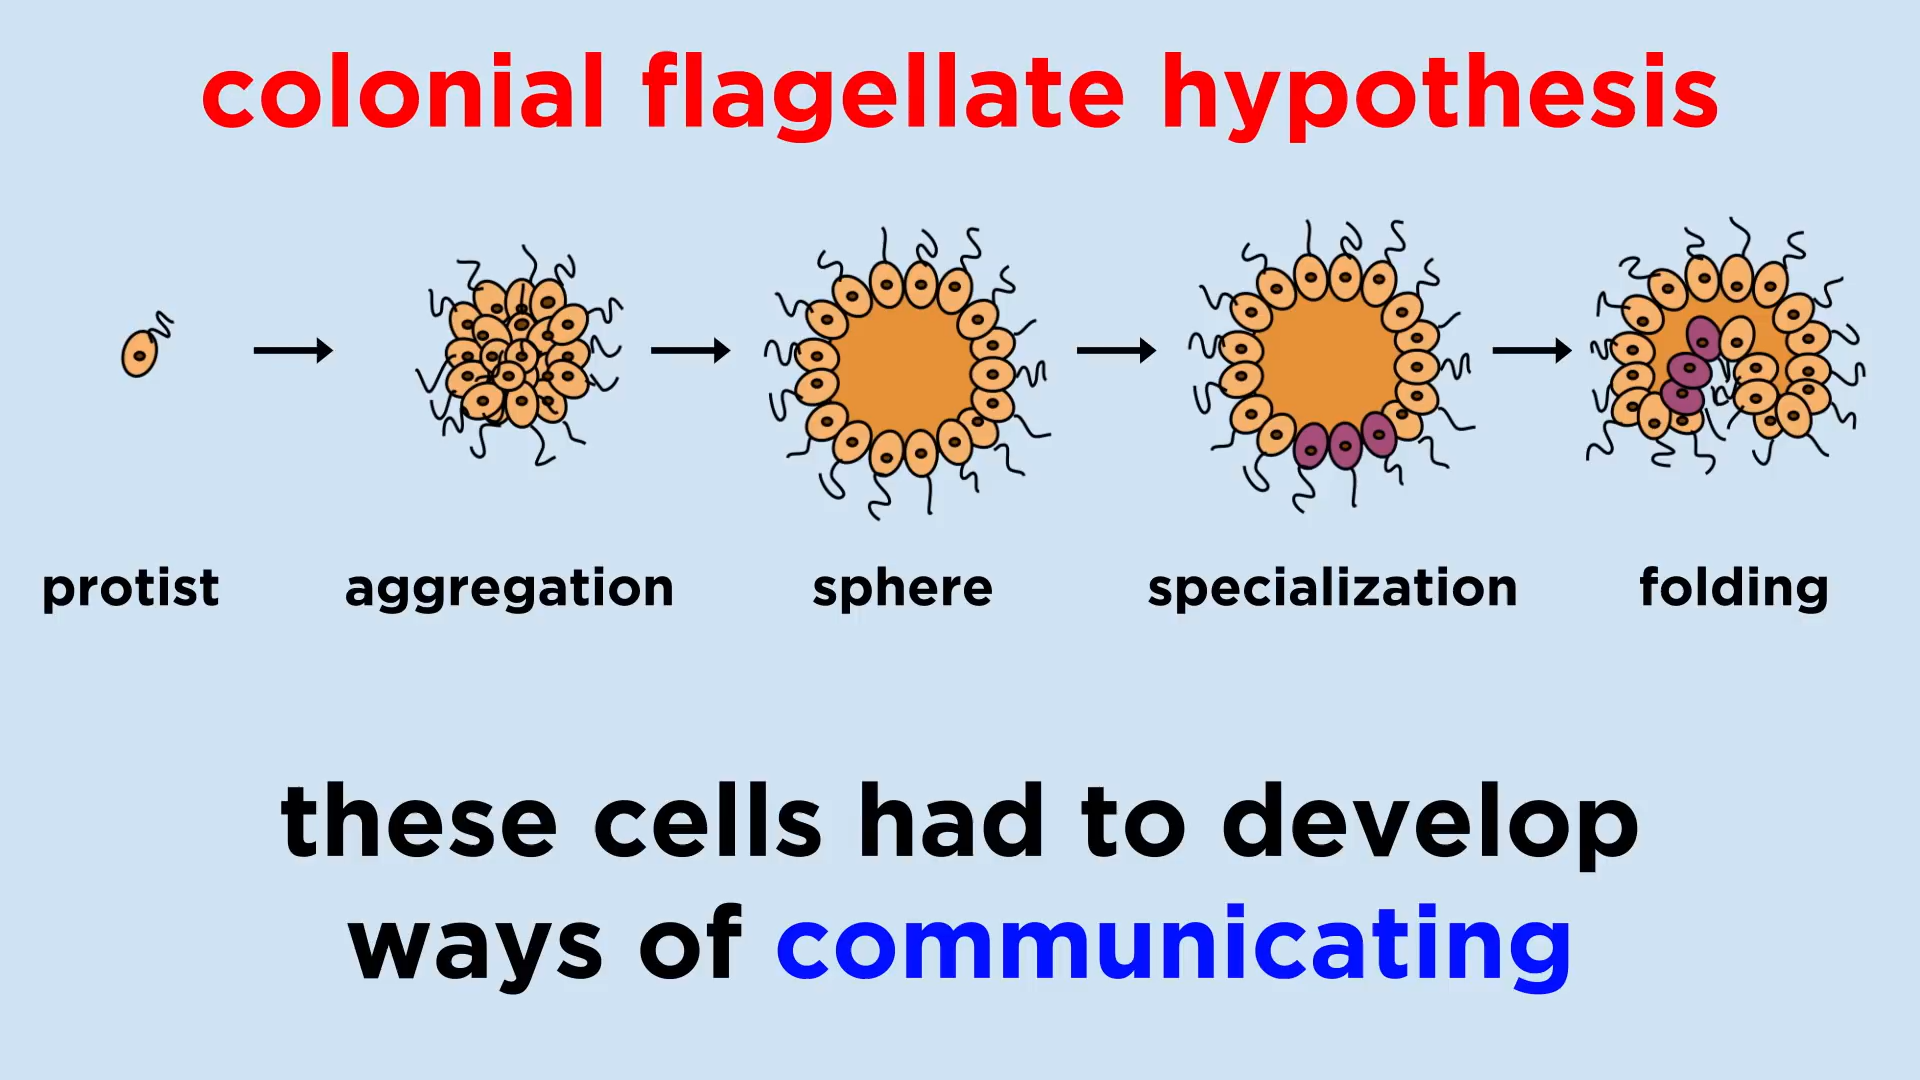 colonial flagellate hypothesis
protist aggregation sphere specialization folding
these cells had to develop
ways of communicating